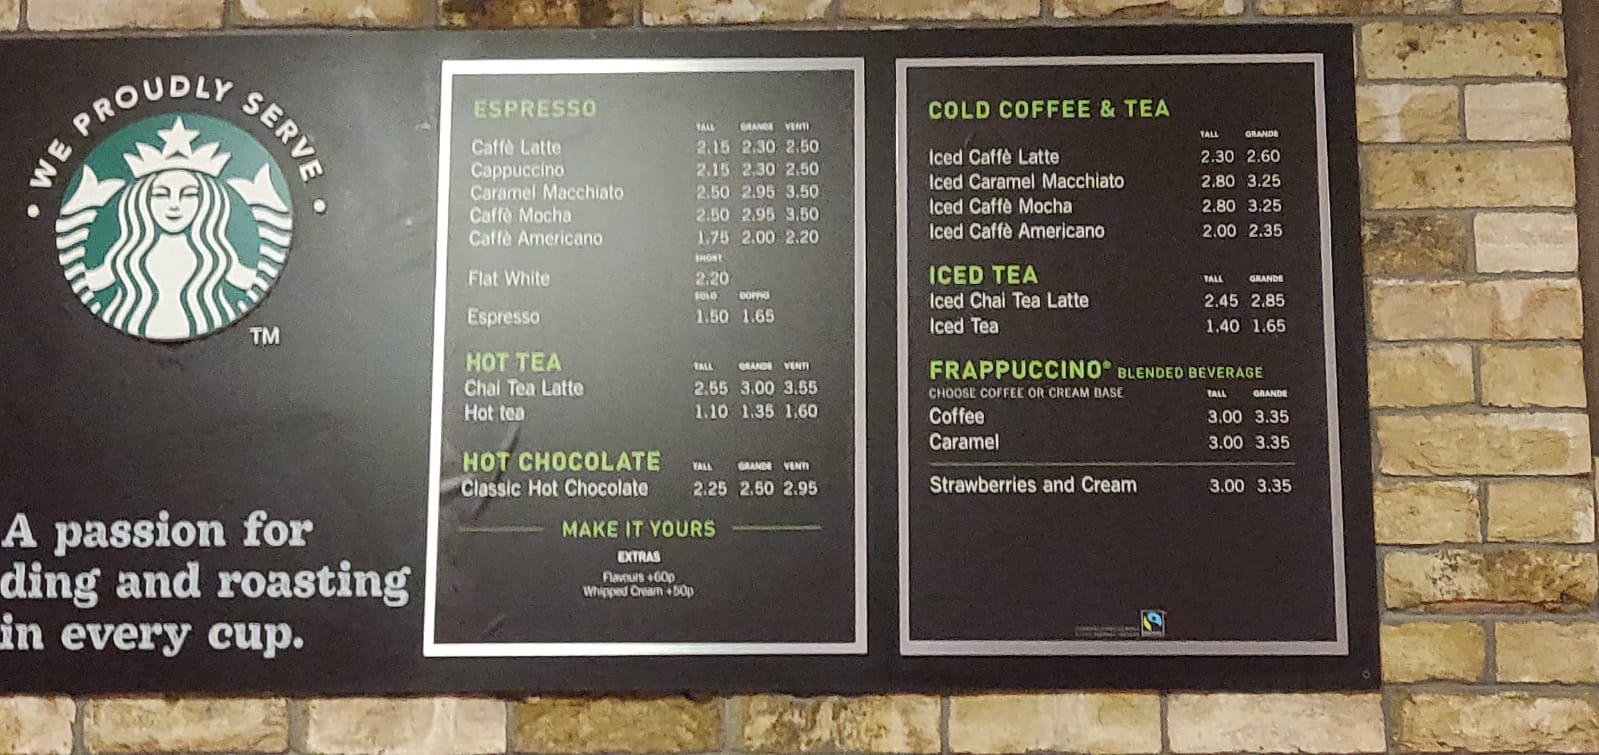 WE PROUDLY SERVE
TM
A passion for
ding and roasting
in every cup.
ESPRESSO
TALL GRANDE VENTI
Caffè Latte 2.15 2.30 2.50
Cappuccino 2.15 2.30 2.50
Caramel Macchiato 2.50 2.95 3.50
Caffè Mocha 2.50 2.95 3.50
Caffè Americano 1.75 2.00 2.20
SHORT
Flat White 2.20
SOLO DOPPIO
Espresso 1.50 1.65
HOT TEA TALL GRANDE VENTI
Chai Tea Latte 2.55 3.00 3.55
Hot tea 1.10 1.35 1.60
HOT CHOCOLATE TALL GRANDE VENTI
Classic Hot Chocolate 2.25 2.50 2.95
MAKE IT YOURS
EXTRAS
Flavours +60p
Whipped Cream +50p
COLD COFFEE & TEA
TALL GRANDE
Iced Caffè Latte 2.30 2.60
Iced Caramel Macchiato 2.80 3.25
Iced Caffè Mocha 2.80 3.25
Iced Caffè Americano 2.00 2.35
ICED TEA TALL GRANDE
Iced Chai Tea Latte 2.45 2.85
Iced Tea 1.40 1.65
FRAPPUCCINO® BLENDED BEVERAGE
CHOOSE COFFEE OR CREAM BASE TALL GRANDE
Coffee 3.00 3.35
Caramel 3.00 3.35
Strawberries and Cream 3.00 3.35